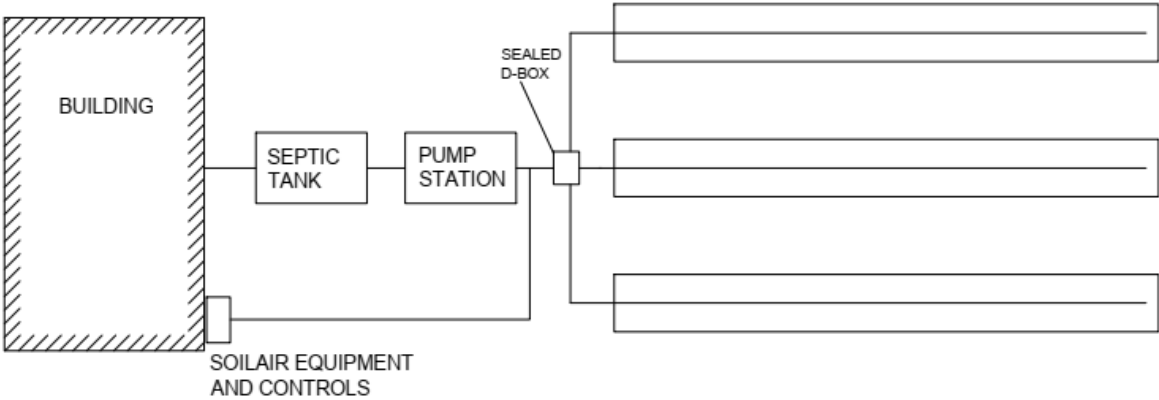 SEALED
D-BOX
BUILDING
SEPTIC
TANK
PUMP
STATION
SOILAIR EQUIPMENT
AND CONTROLS